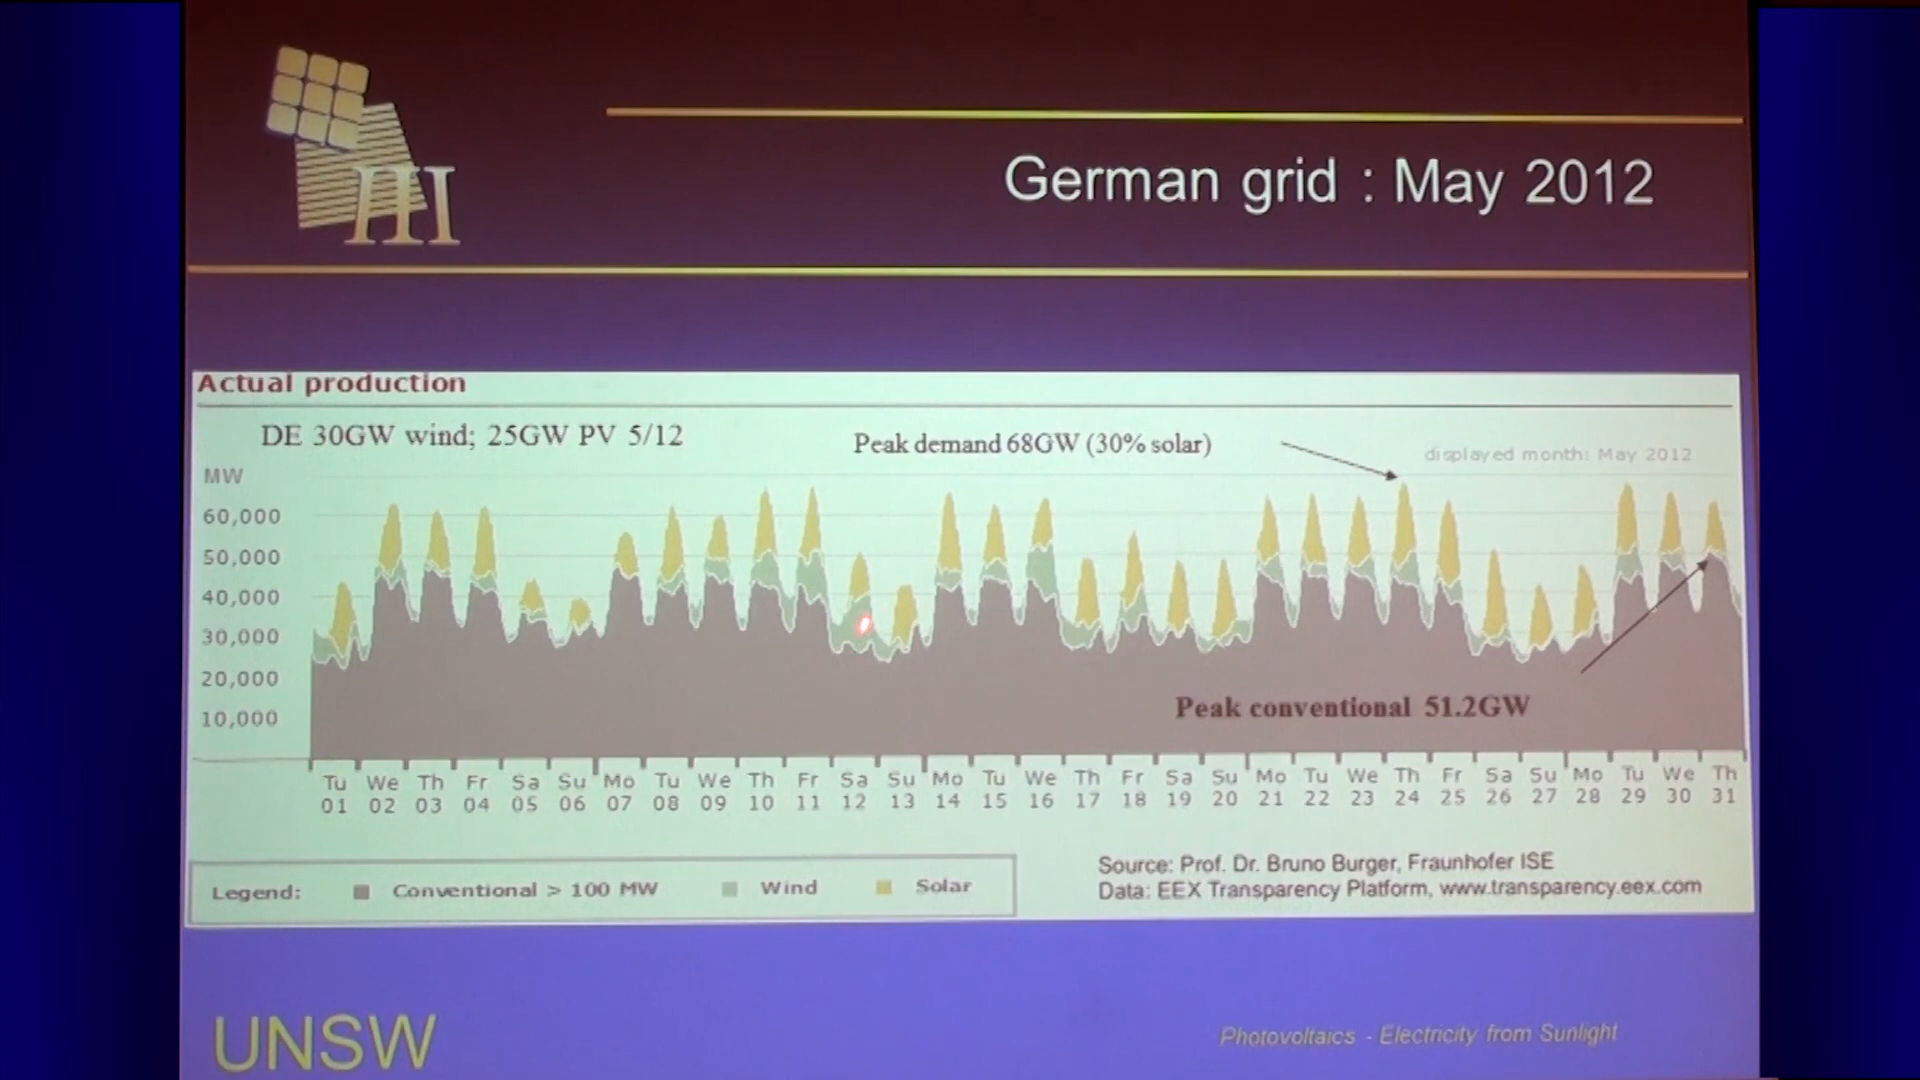 III
German grid : May 2012
Actual production
DE 30GW wind; 25GW PV 5/12
Peak demand 68GW (30% solar)
displayed month: May 2012
MW
60,000
50,000
40,000
30,000
20,000
10,000
Peak conventional 51.2GW
Tu We Th Fr Sa Su Mo Tu We Th Fr Sa Su Mo Tu We Th Fr Sa Su Mo Tu We Th Fr Sa Su Mo Tu We Th
01 02 03 04 05 06 07 08 09 10 11 12 13 14 15 16 17 18 19 20 21 22 23 24 25 26 27 28 29 30 31
Legend: Conventional > 100 MW Wind Solar
Source: Prof. Dr. Bruno Burger, Fraunhofer ISE
Data: EEX Transparency Platform, www.transparency.eex.com
UNSW
Photovoltaics - Electricity from Sunlight